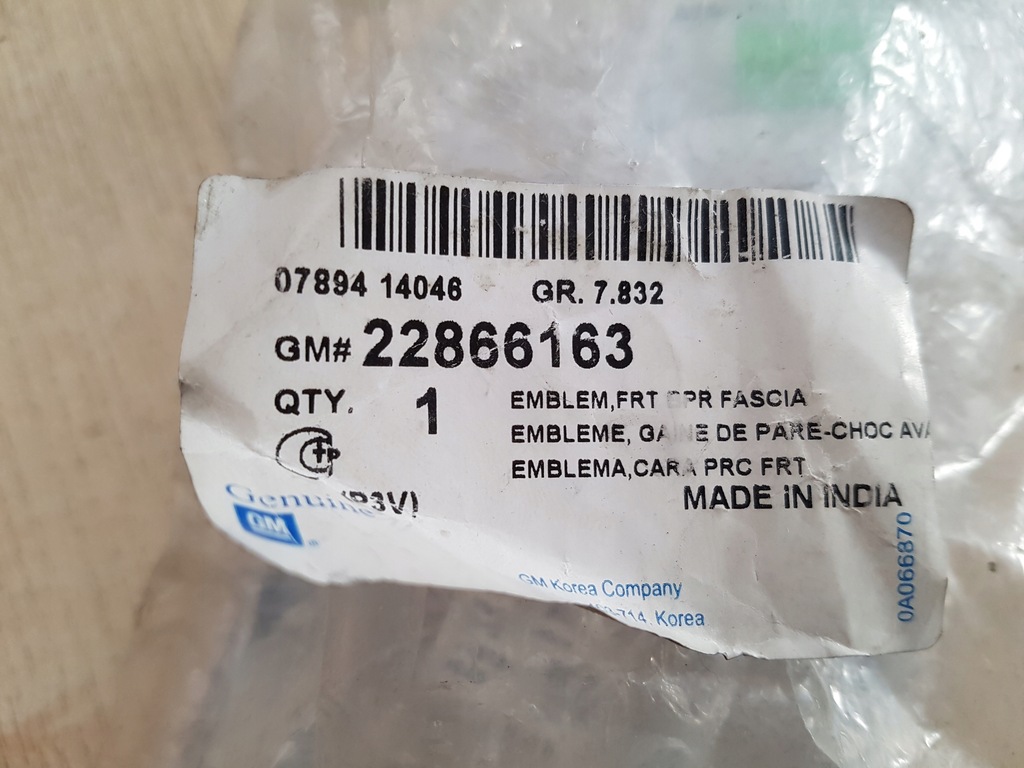 07894 14046 GR. 7.832
GM# 22866163
QTY. 1
EMBLEM,FRT BPR FASCIA
EMBLEME, GAINE DE PARE-CHOC AVA
EMBLEMA,CARA PRC FRT
MADE IN INDIA
Genuine
GM
GM Korea Company
-714, Korea
0A066870